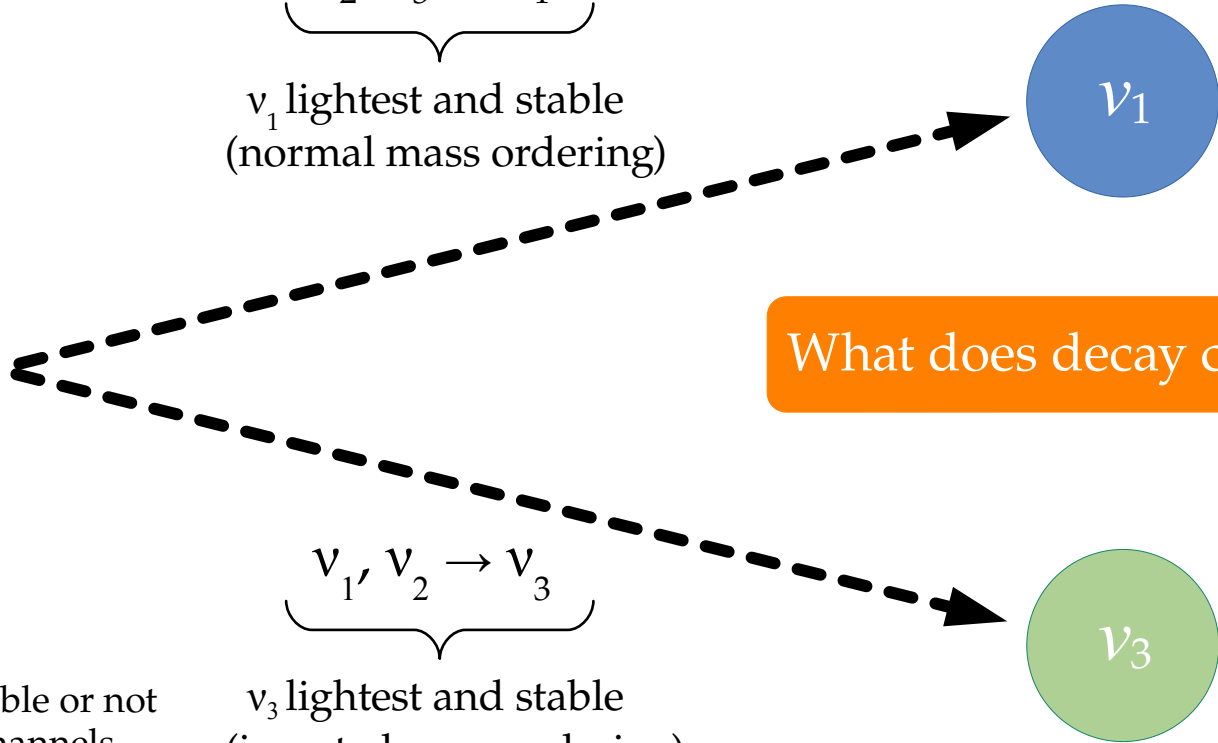 ν₁ lightest and stable
(normal mass ordering)
ν₁
What does decay
ν₁, ν₂ → ν₃
ν₃
ble or not
ν₃ lightest and stable